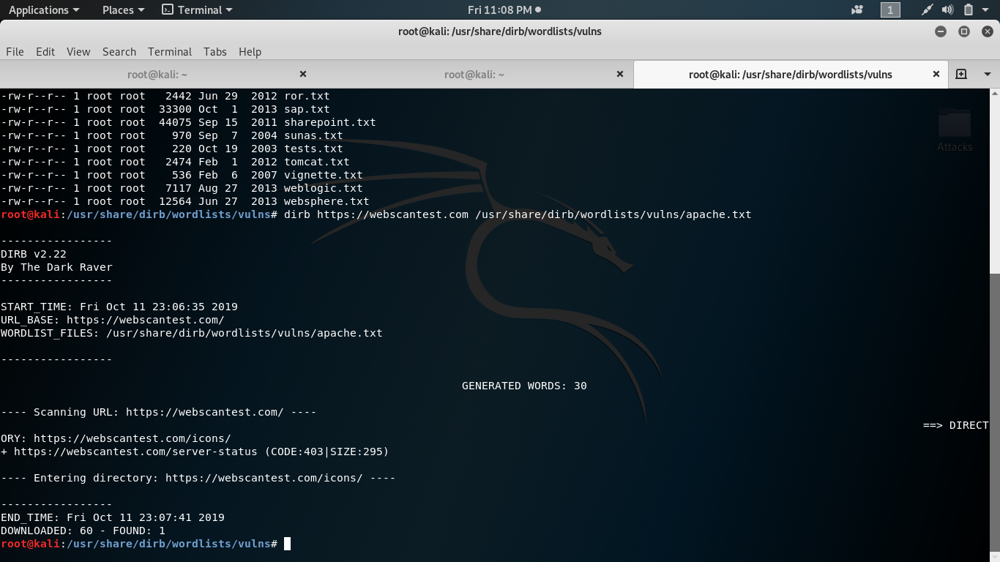 Applications Places Terminal Fri 11:08 PM 1
root@kali: /usr/share/dirb/wordlists/vulns
File Edit View Search Terminal Tabs Help
root@kali: ~ root@kali: ~ root@kali: /usr/share/dirb/wordlists/vulns
-rw-r--r-- 1 root root   2442 Jun 29  2012 ror.txt
-rw-r--r-- 1 root root  33300 Oct  1  2013 sap.txt
-rw-r--r-- 1 root root  44075 Sep 15  2011 sharepoint.txt
-rw-r--r-- 1 root root    970 Sep  7  2004 sunas.txt
-rw-r--r-- 1 root root    220 Oct 19  2003 tests.txt
-rw-r--r-- 1 root root   2474 Feb  1  2012 tomcat.txt
-rw-r--r-- 1 root root    536 Feb  6  2007 vignette.txt
-rw-r--r-- 1 root root   7117 Aug 27  2013 weblogic.txt
-rw-r--r-- 1 root root  12564 Jun 27  2013 websphere.txt
root@kali:/usr/share/dirb/wordlists/vulns# dirb https://webscantest.com /usr/share/dirb/wordlists/vulns/apache.txt
-----------------
DIRB v2.22
By The Dark Raver
-----------------
START_TIME: Fri Oct 11 23:06:35 2019
URL_BASE: https://webscantest.com/
WORDLIST_FILES: /usr/share/dirb/wordlists/vulns/apache.txt
-----------------
GENERATED WORDS: 30
---- Scanning URL: https://webscantest.com/ ----
==> DIRECT
ORY: https://webscantest.com/icons/
+ https://webscantest.com/server-status (CODE:403|SIZE:295)
---- Entering directory: https://webscantest.com/icons/ ----
-----------------
END_TIME: Fri Oct 11 23:07:41 2019
DOWNLOADED: 60 - FOUND: 1
root@kali:/usr/share/dirb/wordlists/vulns#
Attacks